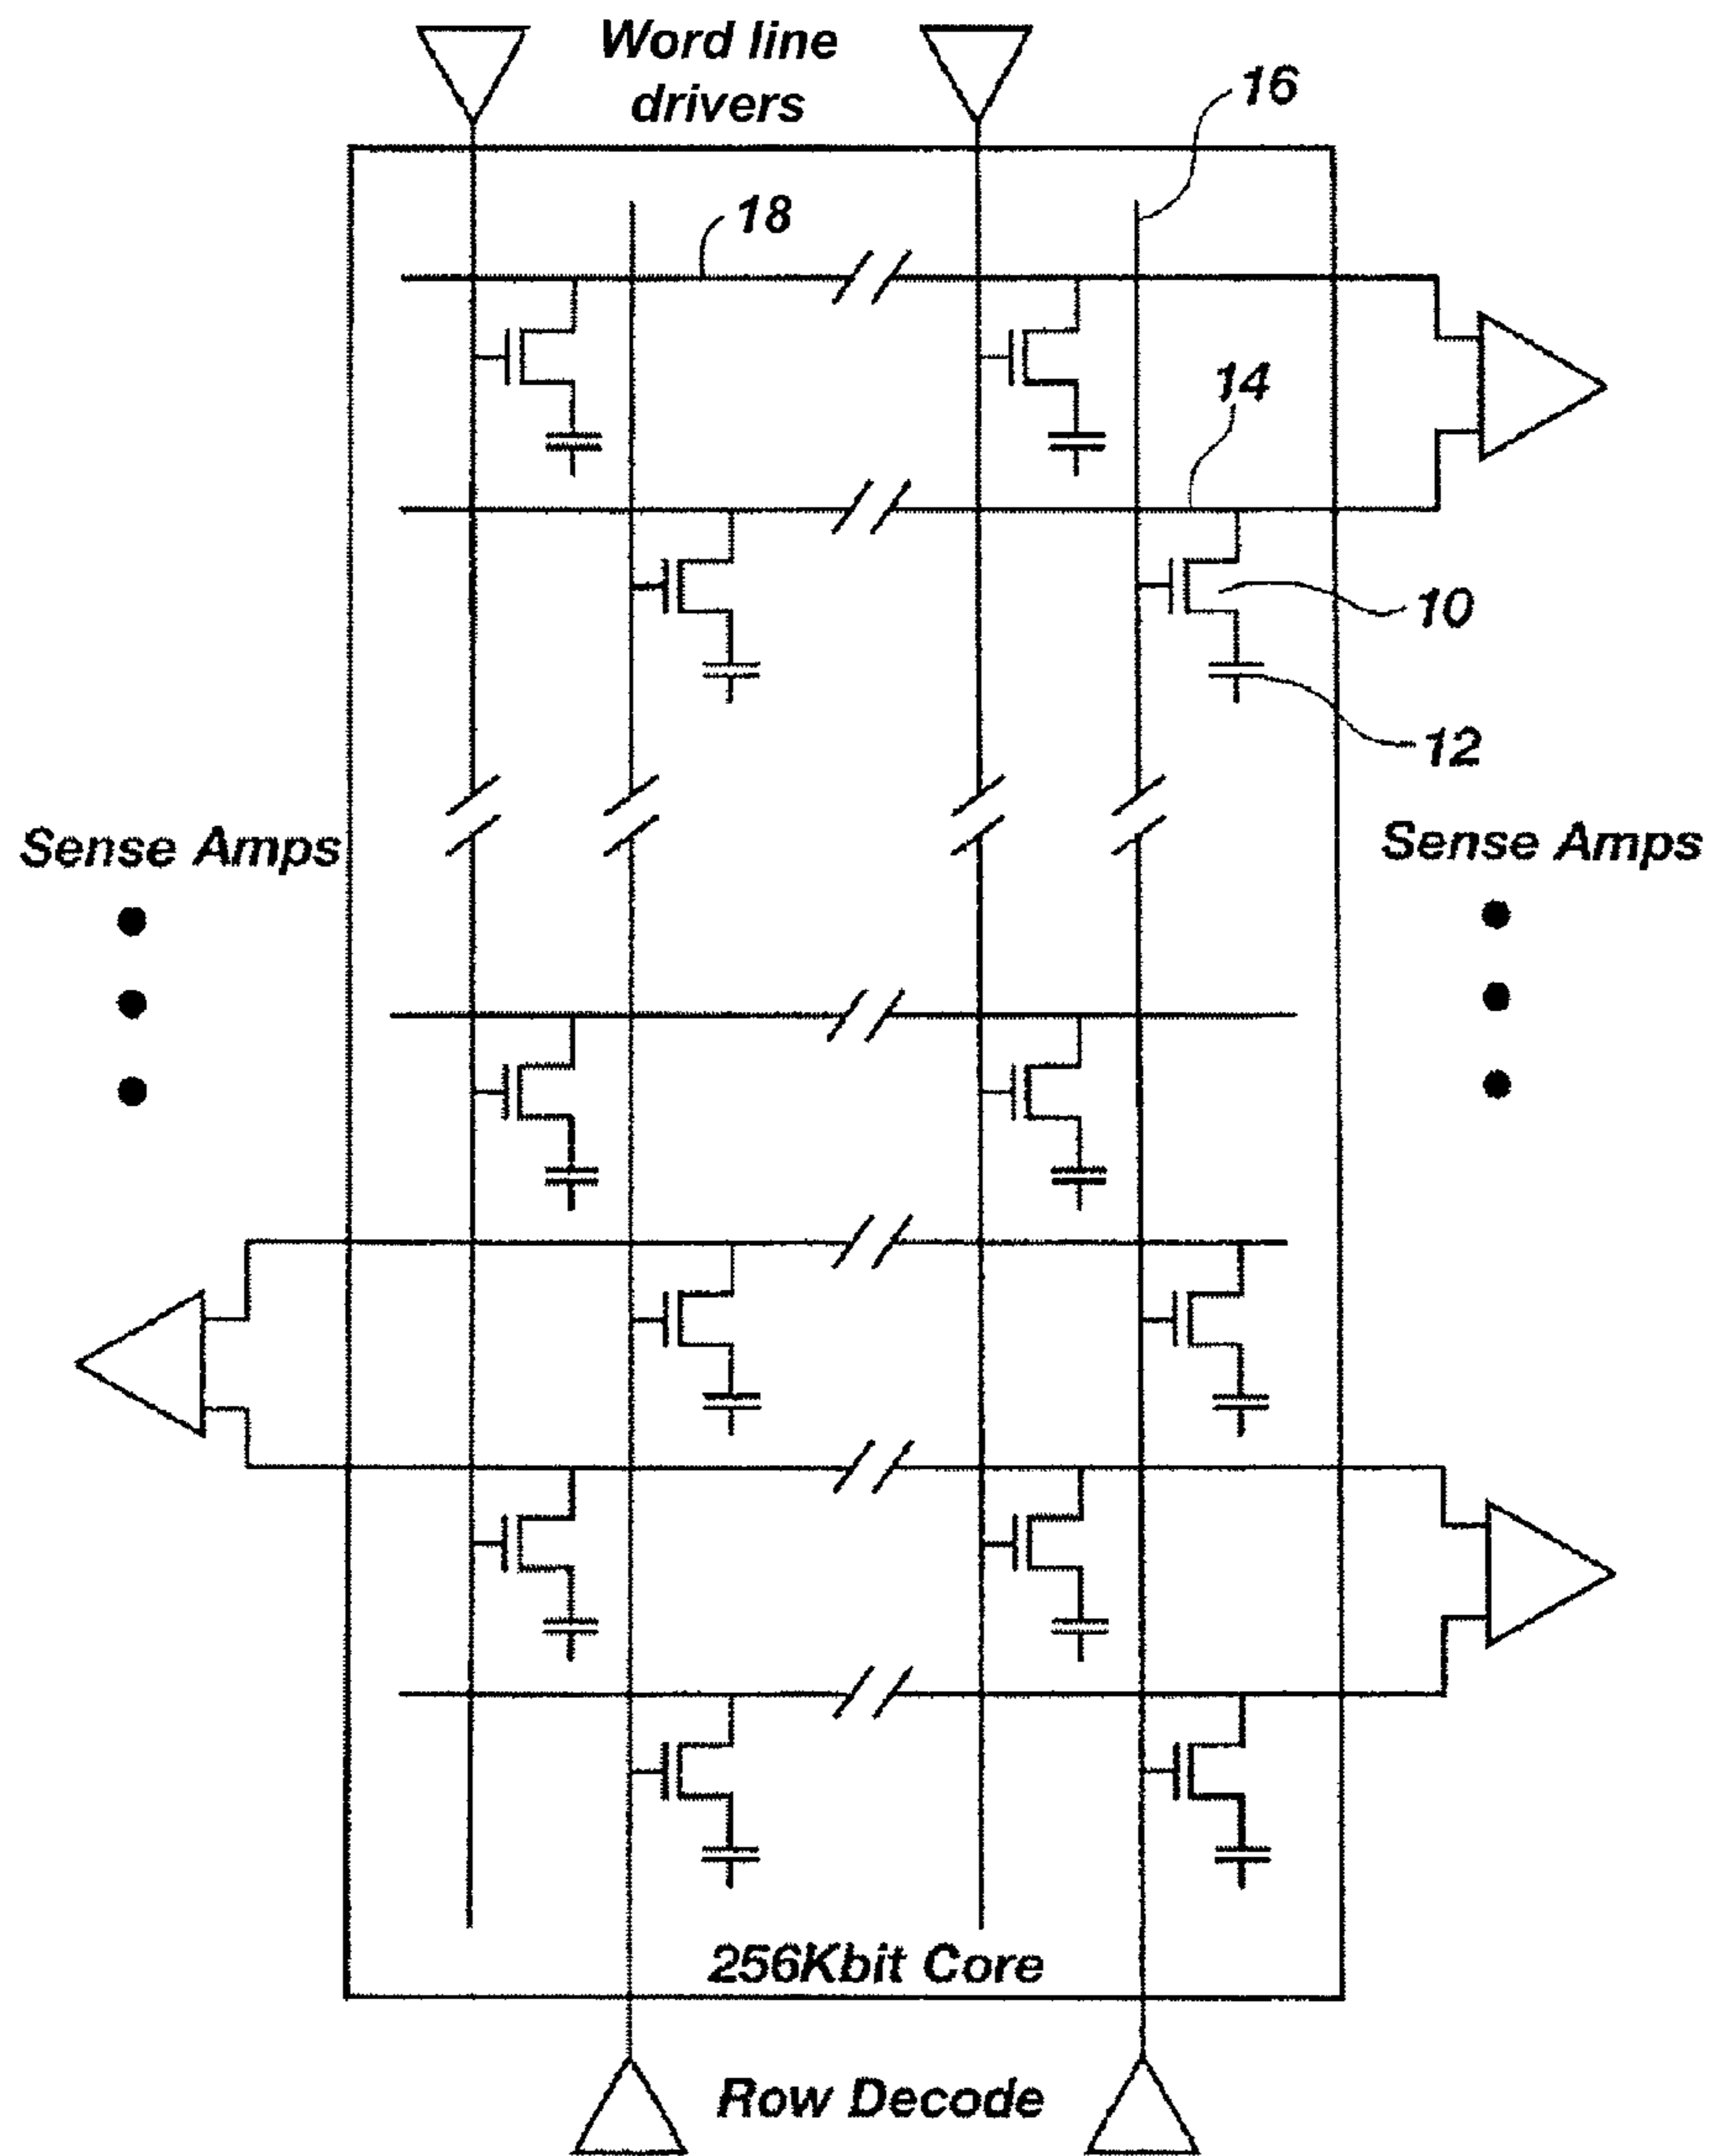 Word line
drivers
16
18
14
10
12
Sense Amps
Sense Amps
256Kbit Core
Row Decode